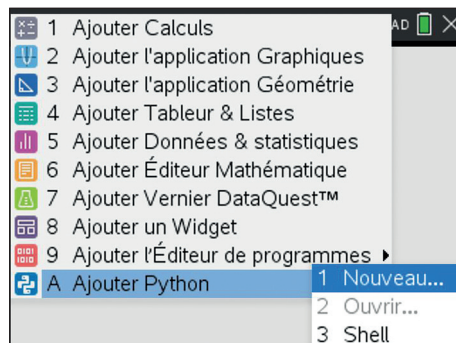 1 Ajouter Calculs
AD
2 Ajouter l'application Graphiques
3 Ajouter l'application Géométrie
4 Ajouter Tableur & Listes
5 Ajouter Données & statistiques
6 Ajouter Éditeur Mathématique
7 Ajouter Vernier DataQuest™
8 Ajouter un Widget
9 Ajouter l'Éditeur de programmes
A Ajouter Python
1 Nouveau...
2 Ouvrir...
3 Shell